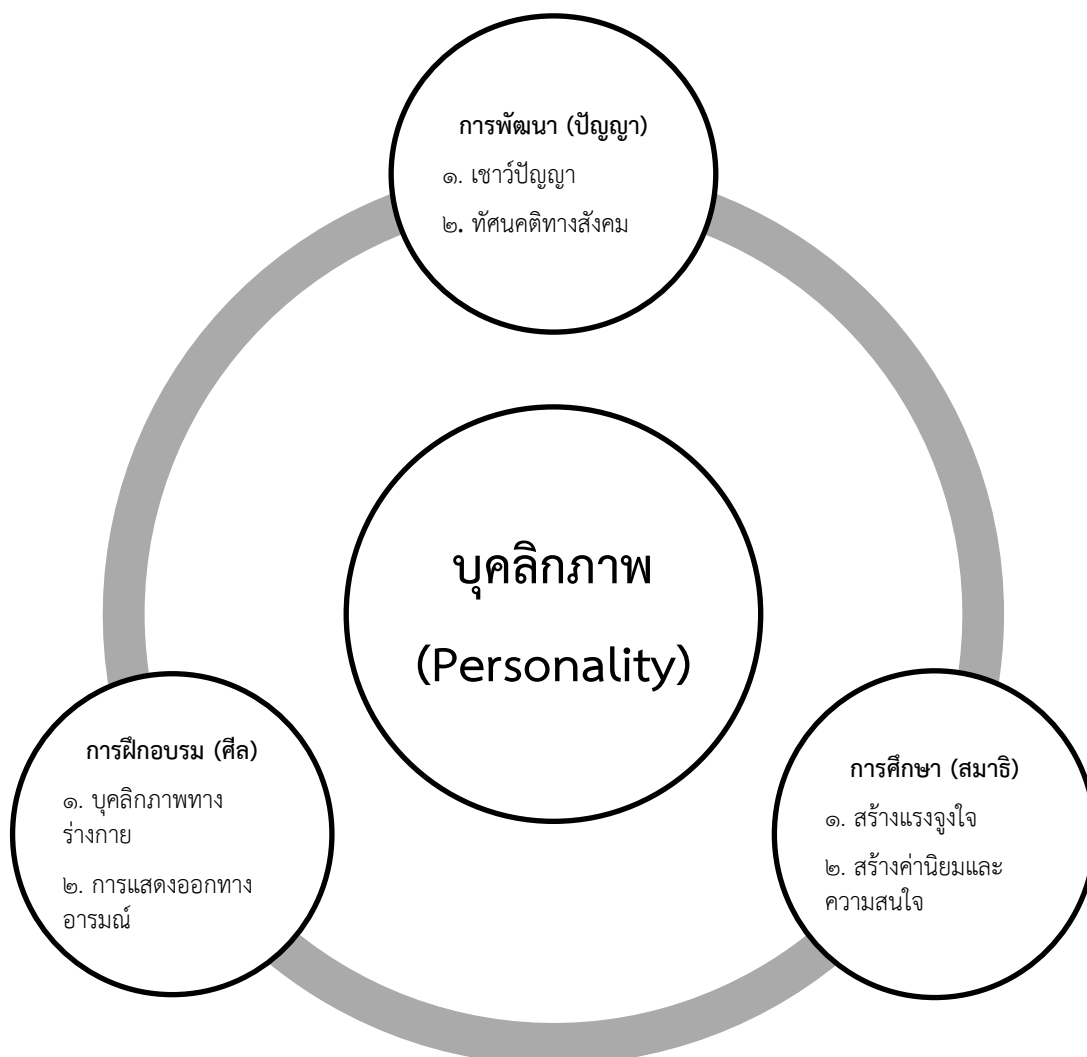 การพัฒนา (ปัญญา)
๑. เชาว์ปัญญา
๒. ทัศนคติทางสังคม
บุคลิกภาพ
(Personality)
การฝึกอบรม (ศีล)
๑. บุคลิกภาพทาง
ร่างกาย
๒. การแสดงออกทาง
อารมณ์
การศึกษา (สมาธิ)
๑. สร้างแรงจูงใจ
๒. สร้างค่านิยมและ
ความสนใจ